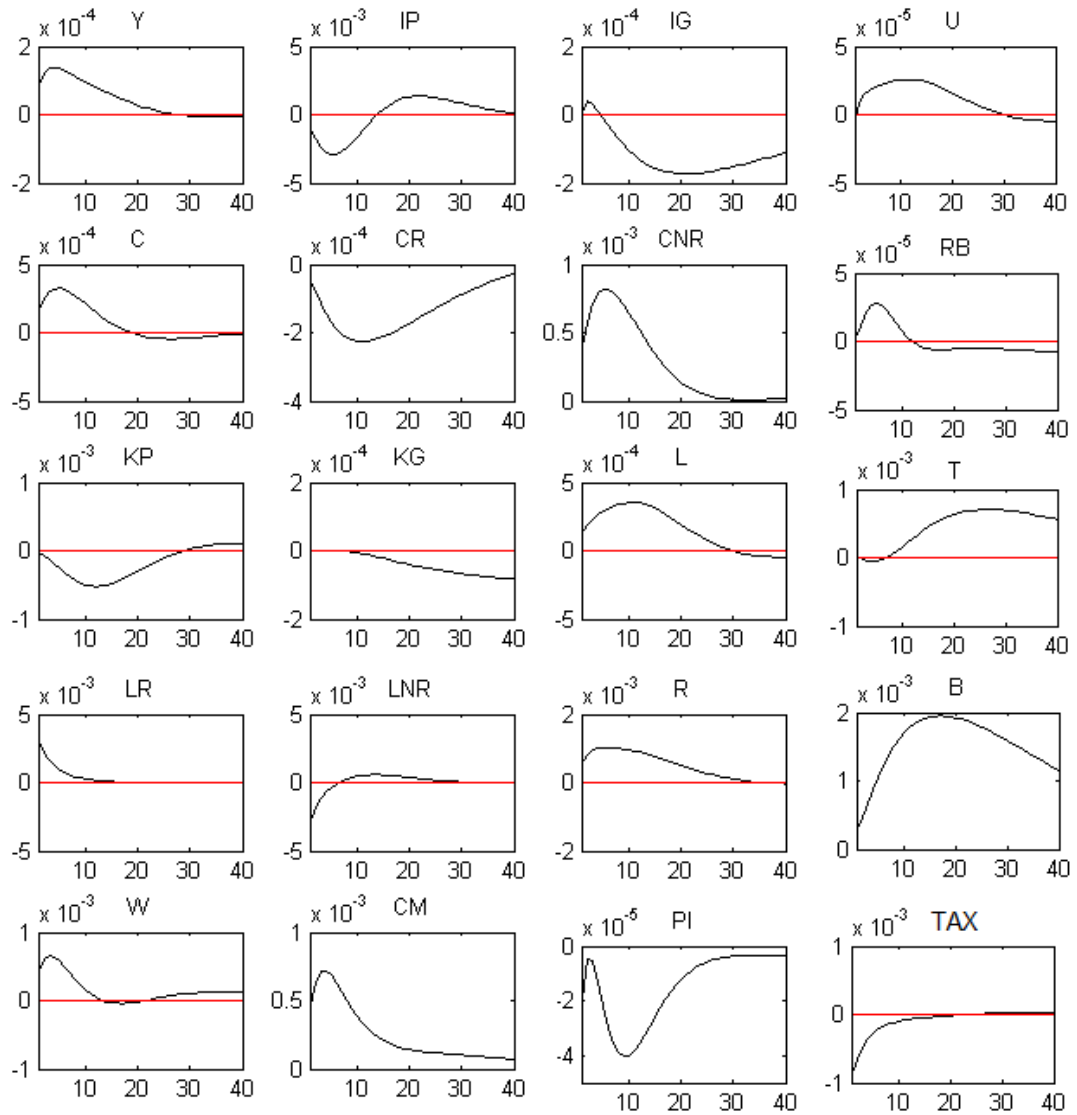 x 10^-4 Y
2
0
-2
10 20 30 40
x 10^-3 IP
5
0
-5
10 20 30 40
x 10^-4 IG
2
0
-2
10 20 30 40
x 10^-5 U
5
0
-5
10 20 30 40
x 10^-4 C
5
0
-5
10 20 30 40
x 10^-4 CR
0
-2
-4
10 20 30 40
x 10^-3 CNR
1
0.5
0
10 20 30 40
x 10^-5 RB
5
0
-5
10 20 30 40
x 10^-3 KP
1
0
-1
10 20 30 40
x 10^-4 KG
2
0
-2
10 20 30 40
x 10^-4 L
5
0
-5
10 20 30 40
x 10^-3 T
1
0
-1
10 20 30 40
x 10^-3 LR
5
0
-5
10 20 30 40
x 10^-3 LNR
5
0
-5
10 20 30 40
x 10^-3 R
2
0
-2
10 20 30 40
x 10^-3 B
2
1
0
10 20 30 40
x 10^-3 W
1
0
-1
10 20 30 40
x 10^-3 CM
1
0.5
0
10 20 30 40
x 10^-5 PI
0
-2
-4
10 20 30 40
x 10^-3 TAX
1
0
-1
10 20 30 40